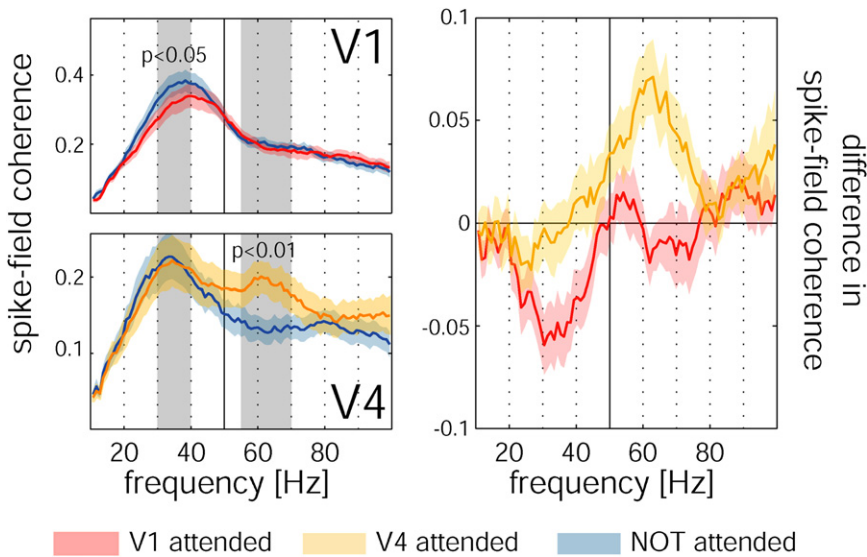 V1
p<0.05
0.4
0.2
spike-field coherence
p<0.01
0.2
0.1
V4
20 40 60 80
frequency [Hz]
0.1
0.05
0
-0.05
-0.1
20 40 60 80
frequency [Hz]
difference in
spike-field coherence
V1 attended V4 attended NOT attended